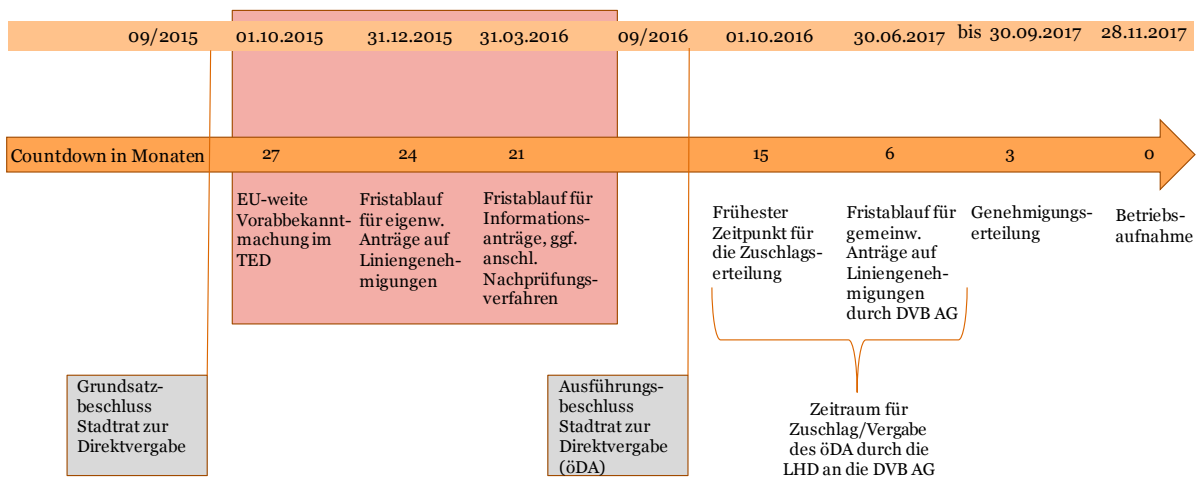 09/2015 01.10.2015 31.12.2015 31.03.2016 09/2016 01.10.2016 30.06.2017 bis 30.09.2017 28.11.2017
Countdown in Monaten 27 24 21 15 6 3 0
EU-weite
Vorabbekannt-
machung im
TED
Fristablauf
für eigenw.
Anträge auf
Liniengeneh-
migungen
Fristablauf für
Informations-
anträge, ggf.
anschl.
Nachprüfungs-
verfahren
Frühester
Zeitpunkt für
die Zuschlags-
erteilung
Fristablauf für
gemeinw.
Anträge auf
Liniengeneh-
migungen
durch DVB AG
Genehmigungs-
erteilung
Betriebs-
aufnahme
Grundsatz-
beschluss
Stadtrat zur
Direktvergabe
Ausführungs-
beschluss
Stadtrat zur
Direktvergabe
(öDA)
Zeitraum für
Zuschlag/Vergabe
des öDA durch die
LHD an die DVB AG